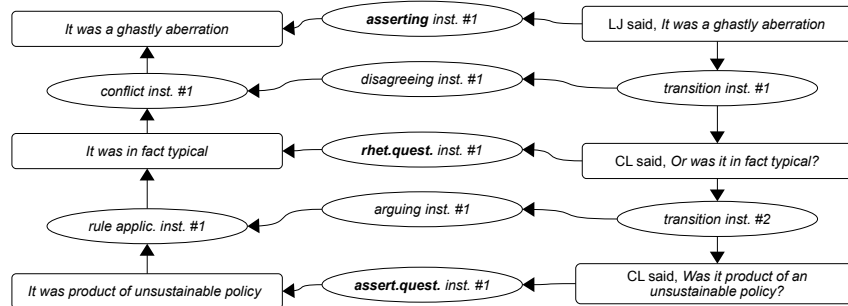 It was a ghastly aberration
asserting inst. #1
LJ said, It was a ghastly aberration
conflict inst. #1
disagreeing inst. #1
transition inst. #1
It was in fact typical
rhet.quest. inst. #1
CL said, Or was it in fact typical?
rule applic. inst. #1
arguing inst. #1
transition inst. #2
It was product of unsustainable policy
assert.quest. inst. #1
CL said, Was it product of an
unsustainable policy?